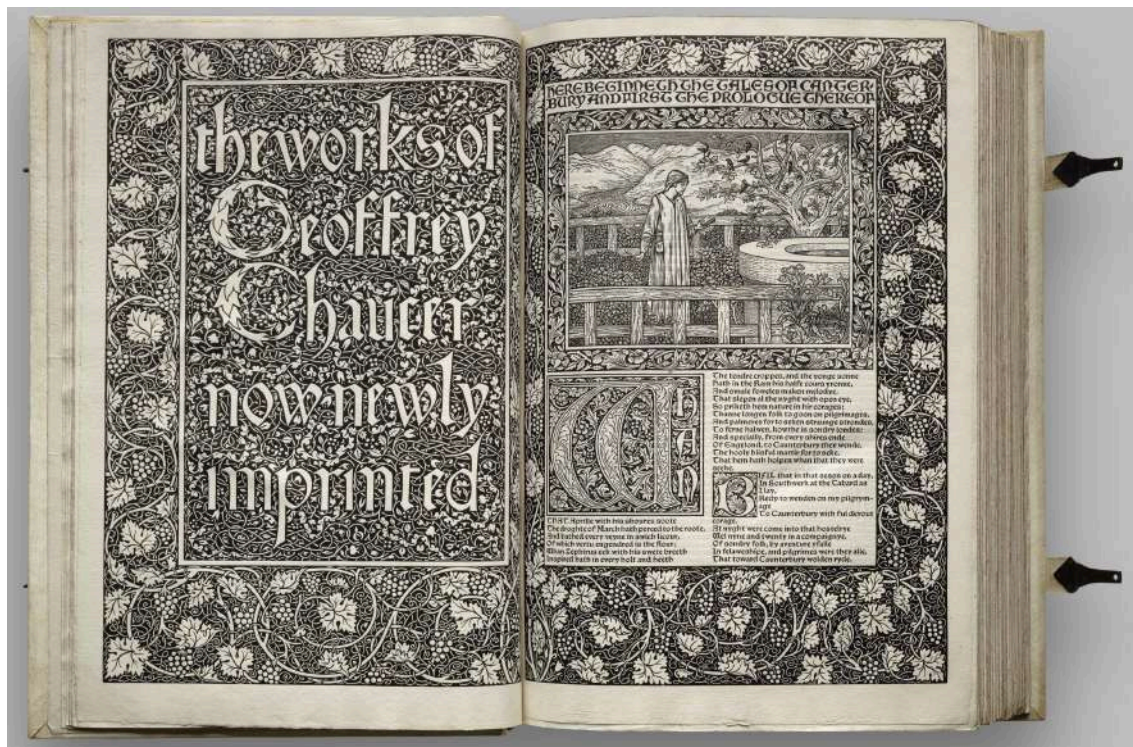 the works of
Geoffrey
Chaucer
now newly
imprinted
HERE BEGINNETH THE TALES OF CANTER-
BURY AND FIRST THE PROLOGUE THEREOF
WHAN
THAT Aprille with his shoures soote
The droghte of March hath perced to the roote,
And bathed every veyne in swich licour,
Of which vertu engendred is the flour;
Whan Zephirus eek with his swete breeth
Inspired hath in every holt and heeth
The tendre croppes, and the yonge sonne
Hath in the Ram his halfe cours yronne,
And smale foweles maken melodye,
That slepen al the nyght with open eye,
So priketh hem nature in hir corages;
Thanne longen folk to goon on pilgrimages,
And palmeres for to seken straunge strondes,
To ferne halwes, kowthe in sondry londes;
And specially, from every shires ende
Of Engelond, to Caunterbury they wende,
The hooly blisful martir for to seke,
That hem hath holpen whan that they were
seeke.
BIFIL that in that seson on a day,
In Southwerk at the Tabard as
I lay,
Redy to wenden on my pilgrym-
age
To Caunterbury with ful devout
corage,
At nyght were come into that hostelrye
Wel nyne and twenty in a compaignye,
Of sondry folk, by aventure yfalle
In felaweshipe, and pilgrimes were they alle,
That toward Caunterbury wolden ryde.